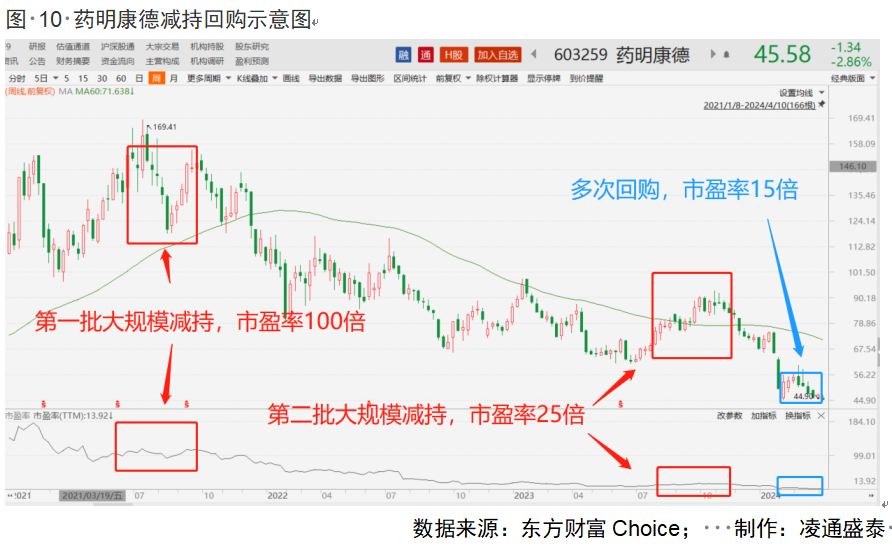 图·10·药明康德减持回购示意图
研报 估值通道 沪深股通 大宗交易 机构持股 股东研究
资讯 公告 财务摘要 资金流向 主营构成 机构调研 盈利预测
融 通 H股 加入自选 603259 药明康德 45.58 -1.34
-2.86%
分时 5日 5 15 30 60 日 周 月 更多周期 K线叠加 画线 导出数据 导出图形 区间统计 前复权 除权计算器 显示停牌 到价提醒 经典版面
(周线,前复权) MA MA60:71.638↓
设置均线
2021/1/8-2024/4/10(166根)
169.41
169.41
158.09
146.10
135.46
124.14
112.82
101.50
90.18
78.86
67.54
56.22
44.90
多次回购，市盈率15倍
第一批大规模减持，市盈率100倍
第二批大规模减持，市盈率25倍
44.90
市盈率 市盈率(TTM):13.92↓
改参数 加指标 换指标
184.10
99.01
13.92
2021 2021/03/19/五 07 10 2022 04 07 10 2023 04 07 10 2024
数据来源：东方财富 Choice；···制作：凌通盛泰